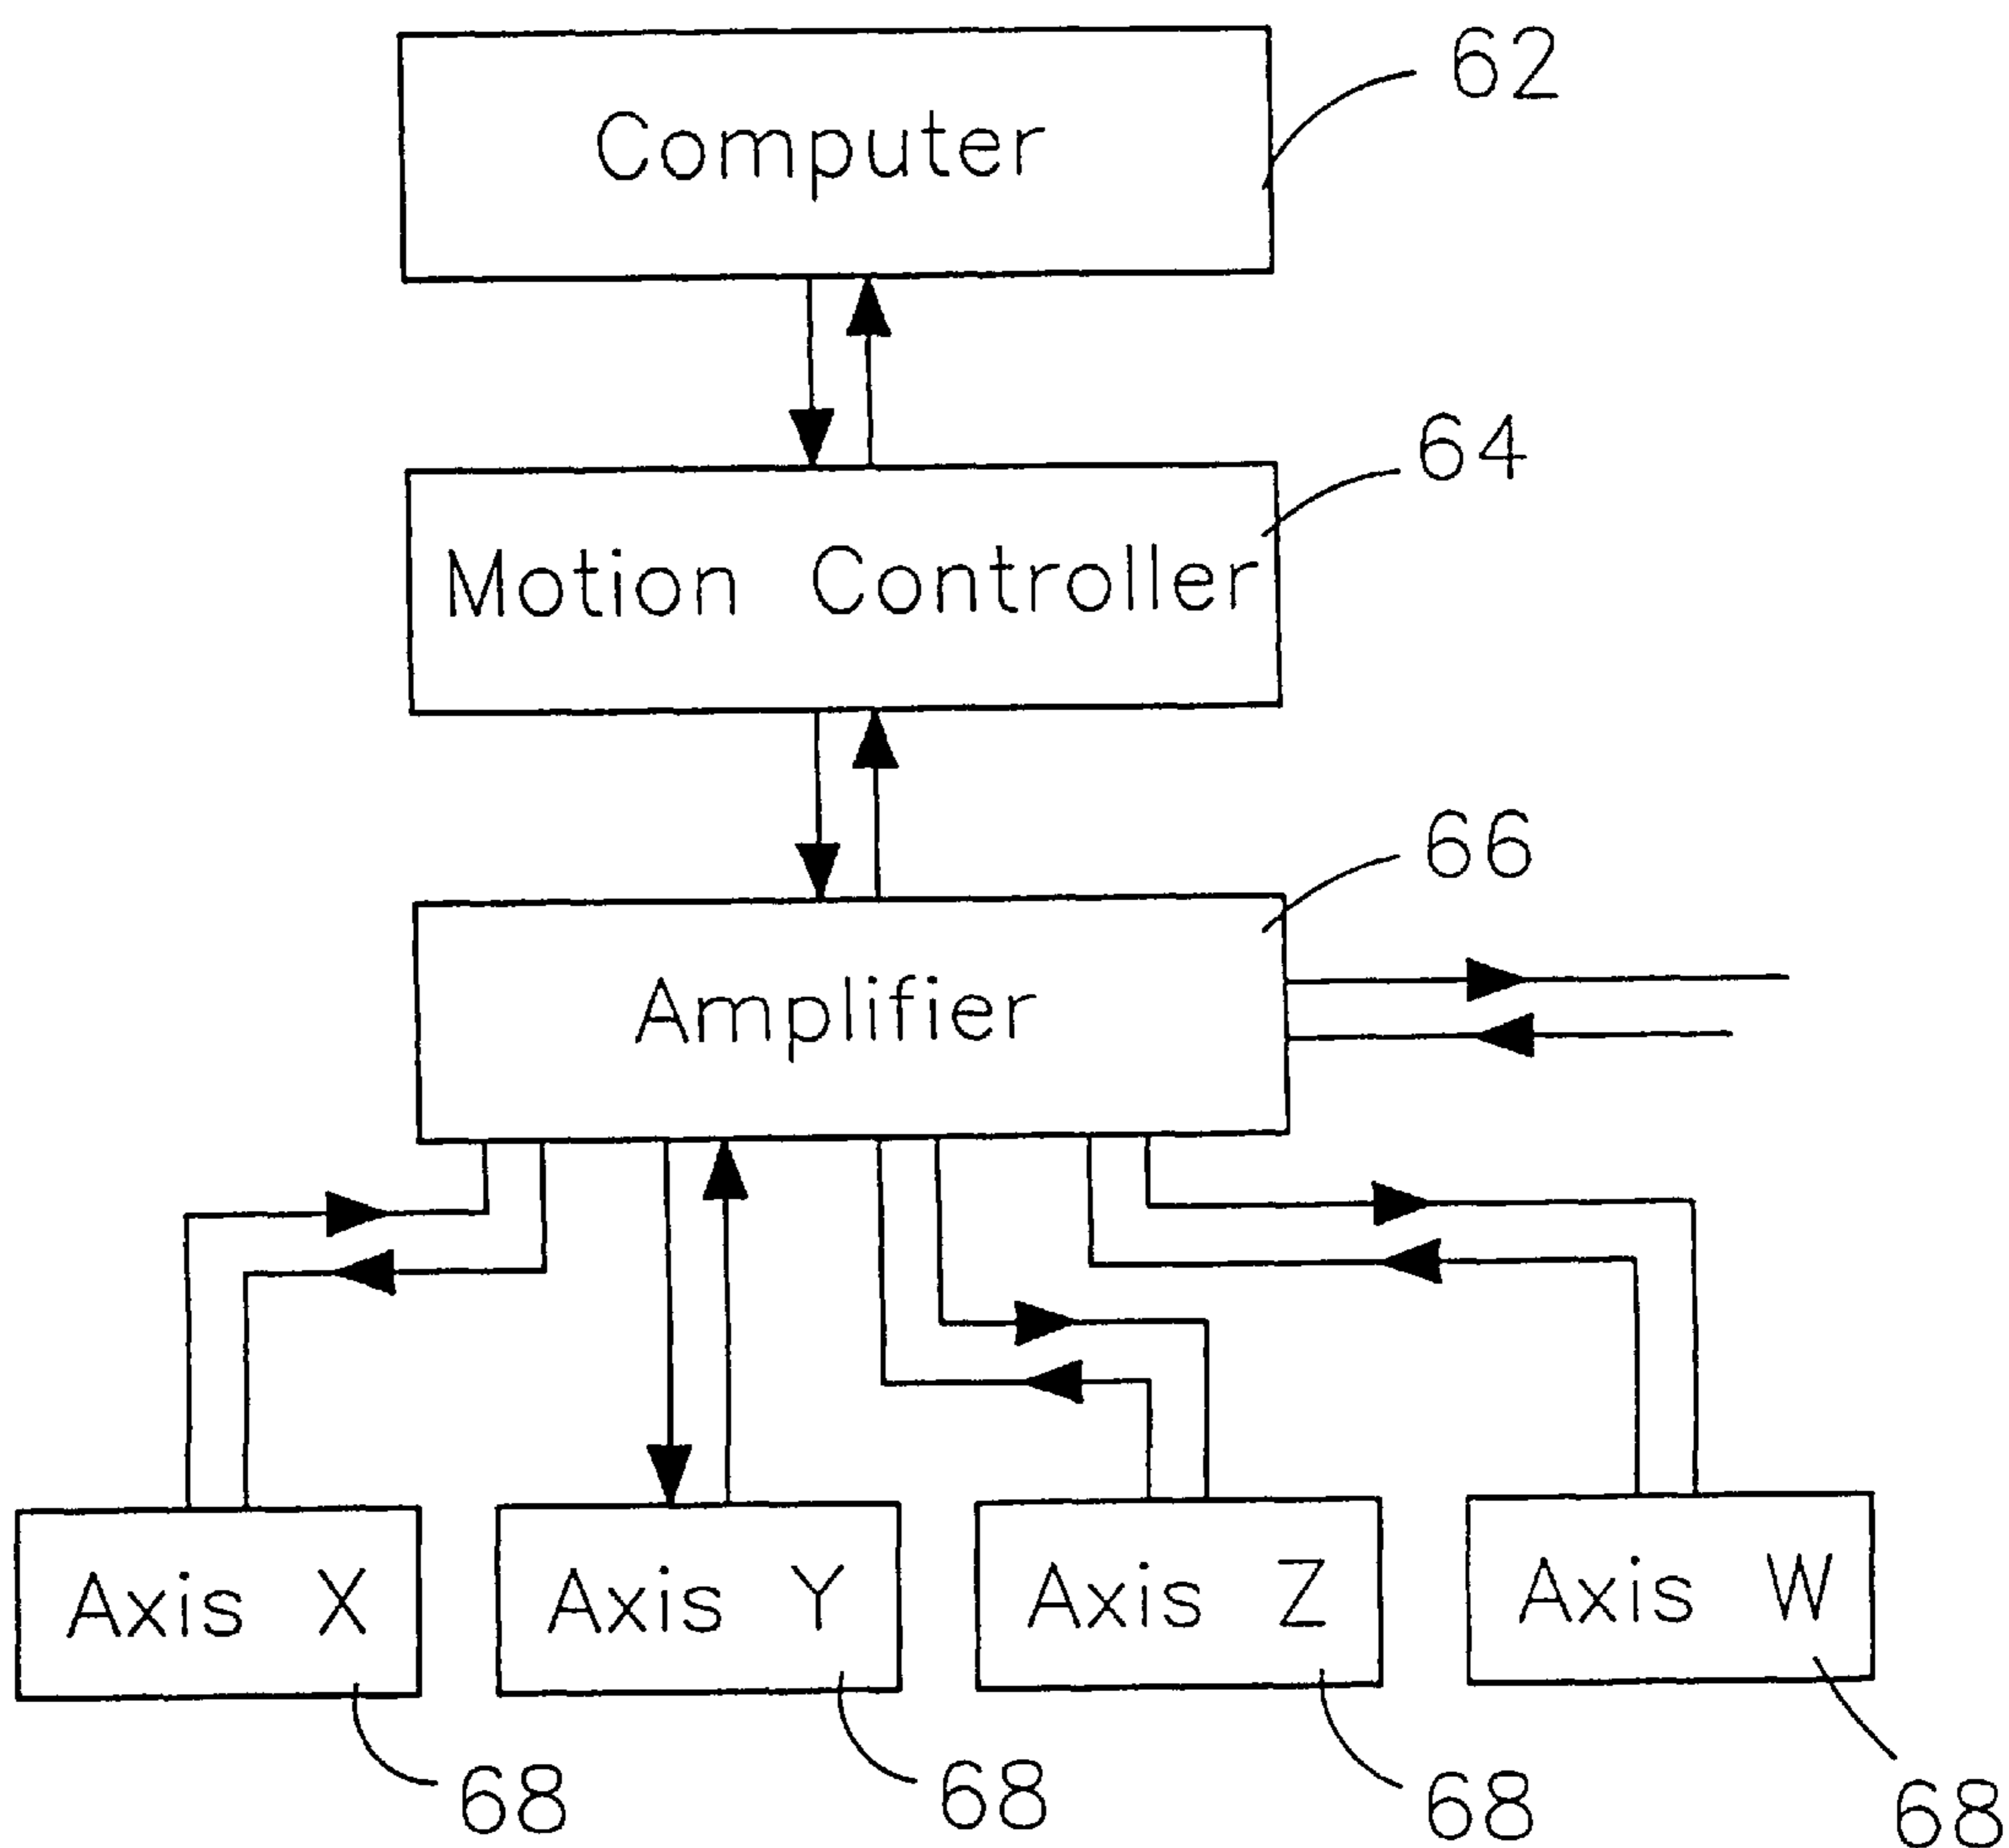 62
Computer
64
Motion Controller
66
Amplifier
Axis X
Axis Y
Axis Z
Axis W
68
68
68
68